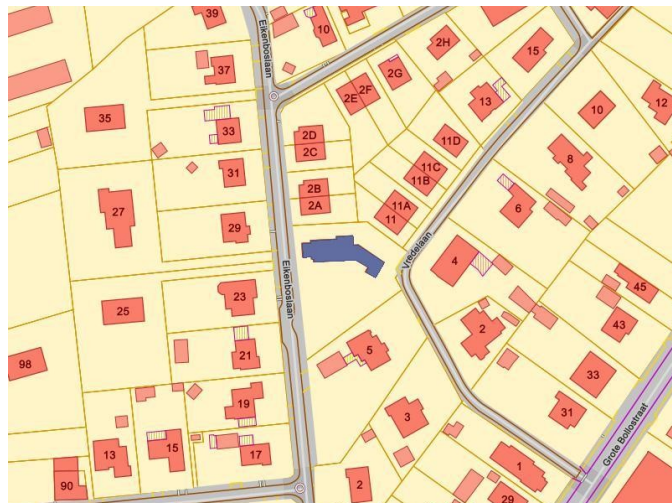 39
Eikenboslaan
10
2H
15
37
2G
2F
2E
13
12
10
35
33
2D
2C
11D
8
31
11C
11B
2B
2A
11A
11
6
27
29
Vredelaan
4
45
Eikenboslaan
23
25
43
2
21
5
98
33
19
3
31
13
15
17
Grote Bollostraat
1
90
2
29